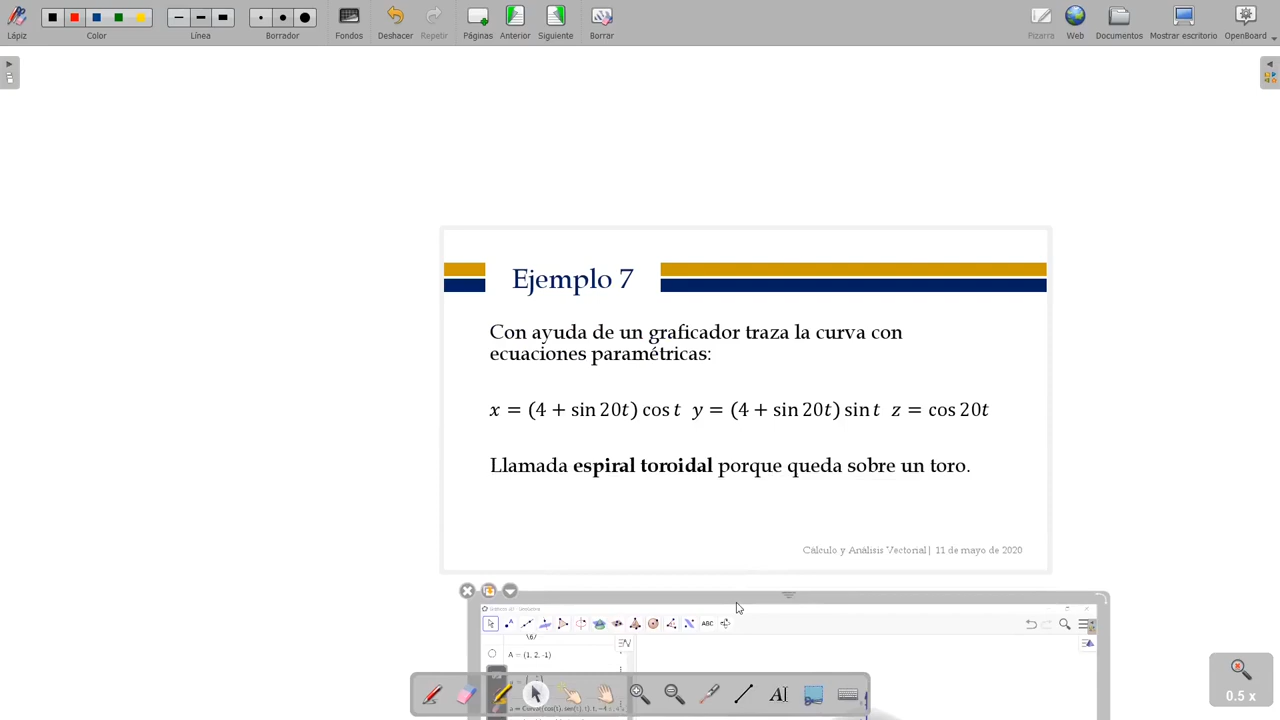 Lápiz
Color
Línea
Borrador
Fondos
Deshacer
Repetir
Páginas
Anterior
Siguiente
Borrar
Pizarra
Web
Documentos
Mostrar escritorio
OpenBoard
Ejemplo 7
Con ayuda de un graficador traza la curva con
ecuaciones paramétricas:
x = (4 + sin 20t) cos t y = (4 + sin 20t) sin t z = cos 20t
Llamada espiral toroidal porque queda sobre un toro.
Cálculo y Análisis Vectorial| 11 de mayo de 2020
ABC
A = (1, 2, -1)
AI
0.5 x